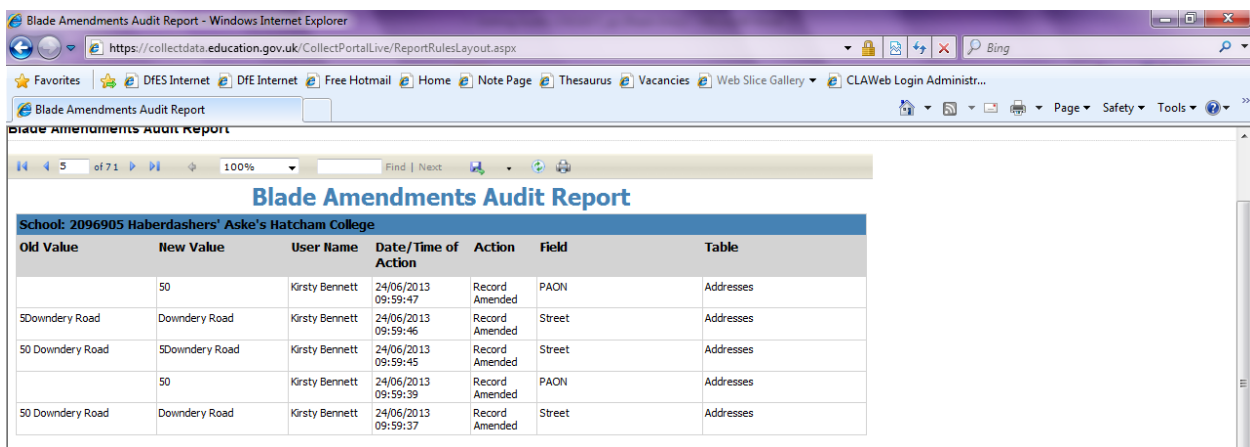 Blade Amendments Audit Report - Windows Internet Explorer
https://collectdata.education.gov.uk/CollectPortalLive/ReportRulesLayout.aspx Bing
Favorites DfES Internet DfE Internet Free Hotmail Home Note Page Thesaurus Vacancies Web Slice Gallery CLAWeb Login Administr...
Blade Amendments Audit Report Page Safety Tools
Blade Amendments Audit Report
5 of 71 100% Find | Next
Blade Amendments Audit Report
School: 2096905 Haberdashers' Aske's Hatcham College
Old Value New Value User Name Date/Time of Action Action Field Table
50 Kirsty Bennett 24/06/2013 09:59:47 Record Amended PAON Addresses
5Downdery Road Downdery Road Kirsty Bennett 24/06/2013 09:59:46 Record Amended Street Addresses
50 Downdery Road 5Downdery Road Kirsty Bennett 24/06/2013 09:59:45 Record Amended Street Addresses
50 Kirsty Bennett 24/06/2013 09:59:39 Record Amended PAON Addresses
50 Downdery Road Downdery Road Kirsty Bennett 24/06/2013 09:59:37 Record Amended Street Addresses